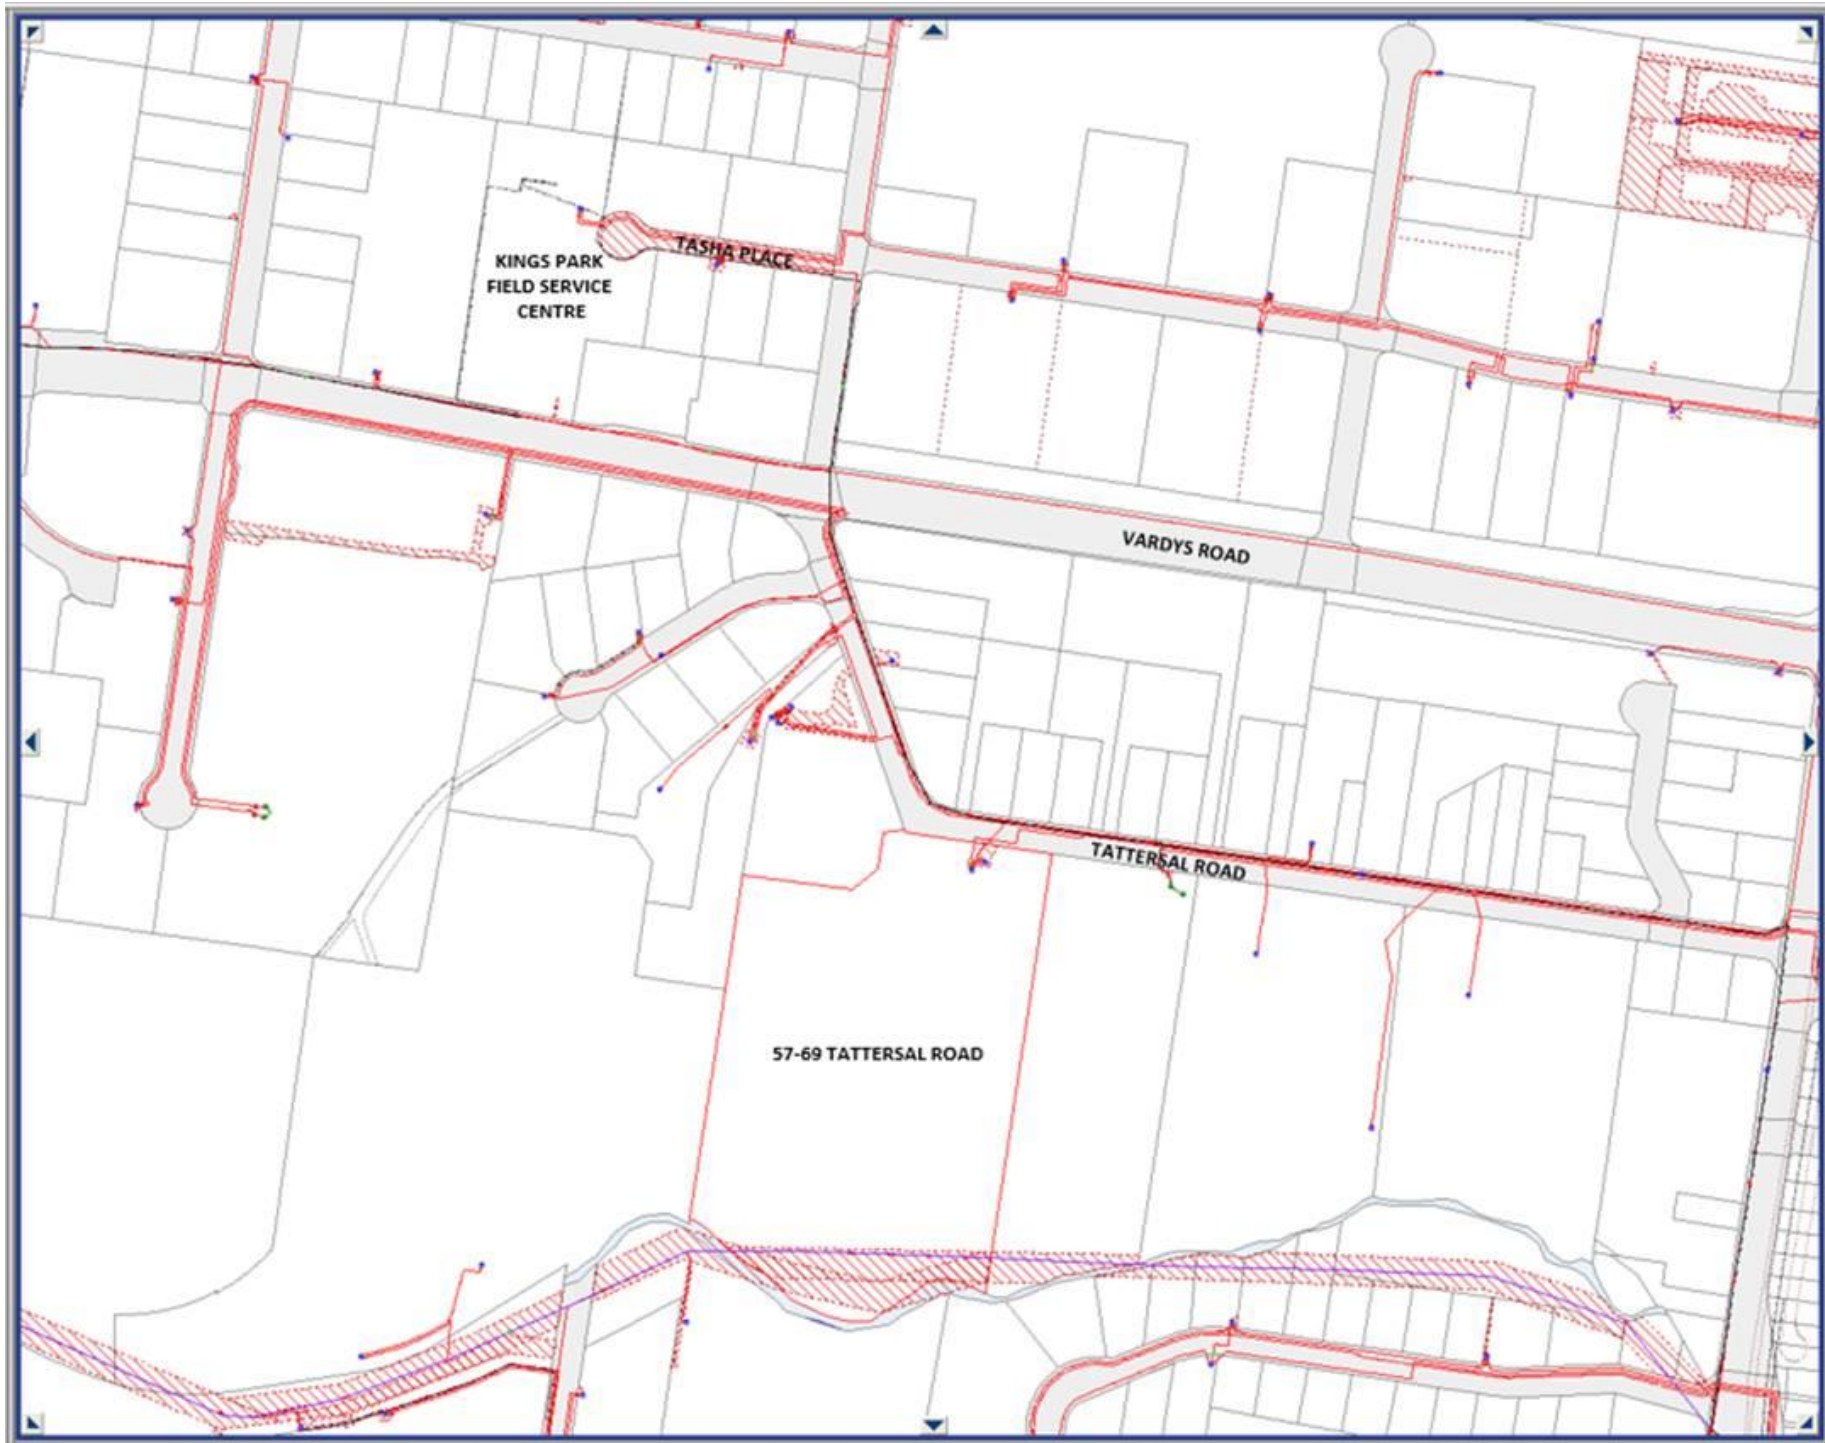 TASHA PLACE
KINGS PARK
FIELD SERVICE
CENTRE
VARDYS ROAD
TATTERSAL ROAD
57-69 TATTERSAL ROAD